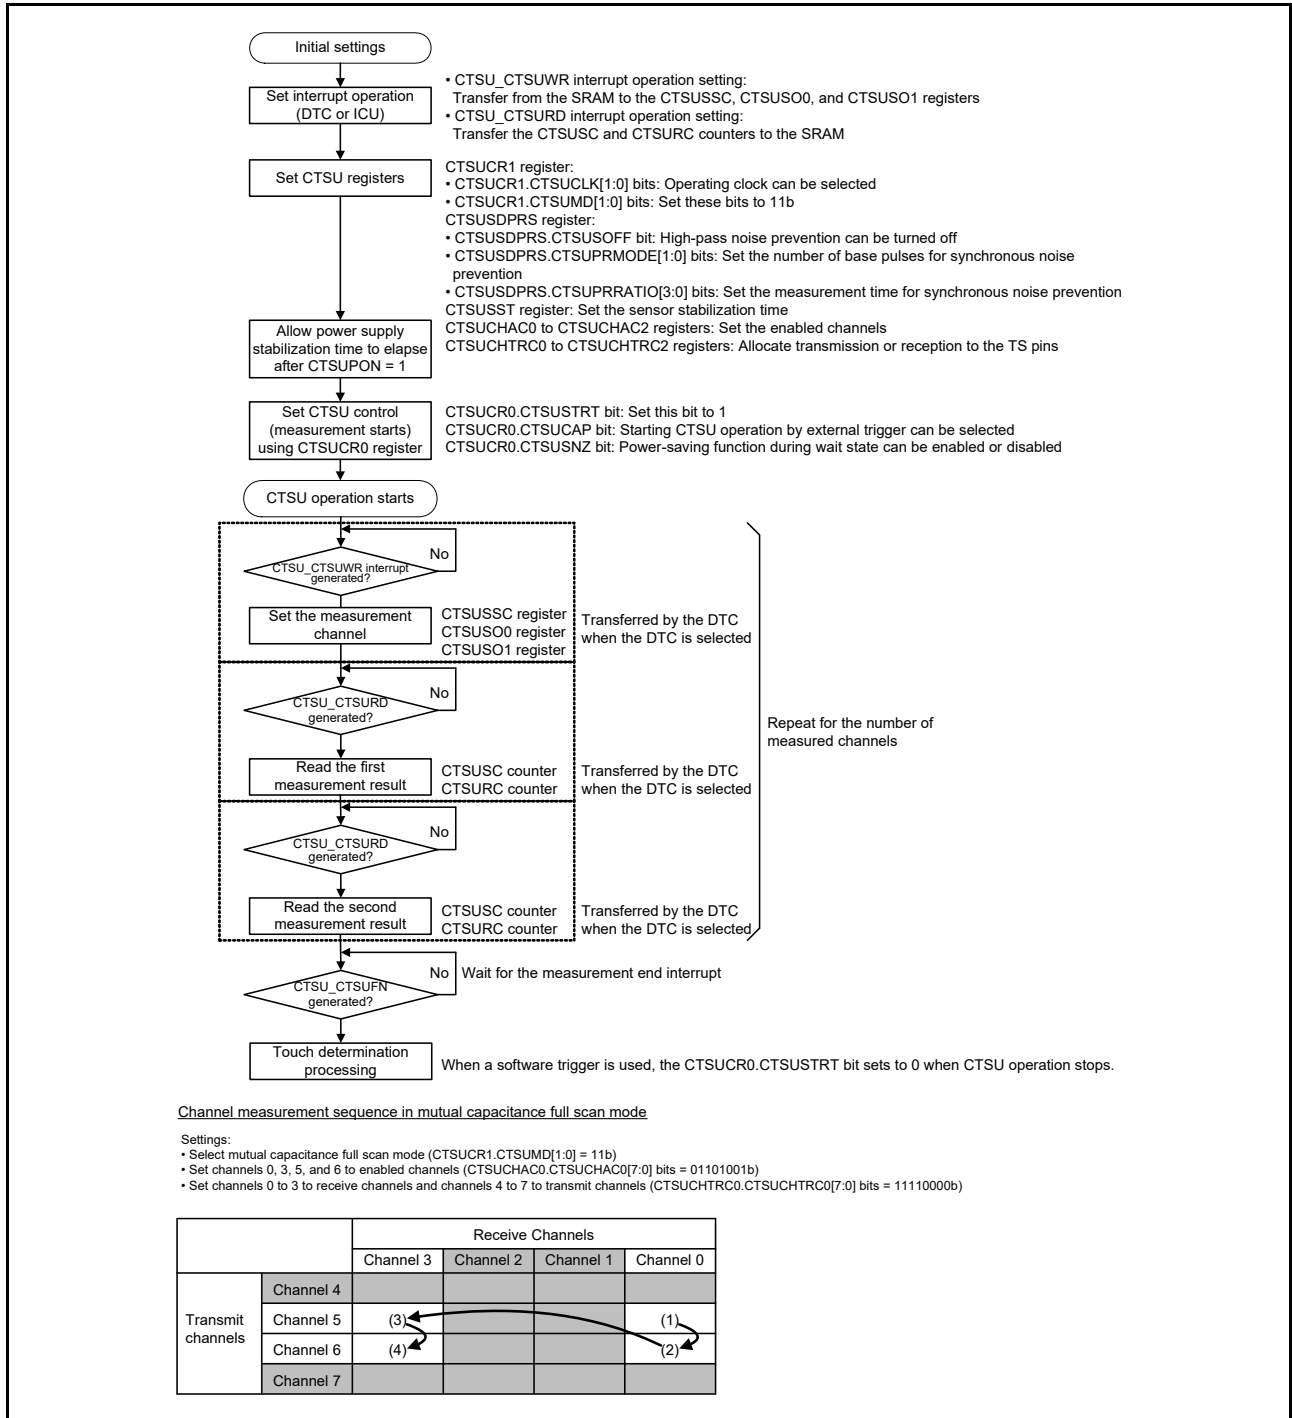 Initial settings
Set interrupt operation
(DTC or ICU)
• CTSU_CTSUWR interrupt operation setting:
Transfer from the SRAM to the CTSUSSC, CTSUSO0, and CTSUSO1 registers
• CTSU_CTSURD interrupt operation setting:
Transfer the CTSUSC and CTSURC counters to the SRAM
Set CTSU registers
CTSUCR1 register:
• CTSUCR1.CTSUCLK[1:0] bits: Operating clock can be selected
• CTSUCR1.CTSUMD[1:0] bits: Set these bits to 11b
CTSUSDPRS register:
• CTSUSDPRS.CTSUSOFF bit: High-pass noise prevention can be turned off
• CTSUSDPRS.CTSUPRMODE[1:0] bits: Set the number of base pulses for synchronous noise
prevention
• CTSUSDPRS.CTSUPRRATIO[3:0] bits: Set the measurement time for synchronous noise prevention
CTSUSST register: Set the sensor stabilization time
CTSUCHAC0 to CTSUCHAC2 registers: Set the enabled channels
CTSUCHTRC0 to CTSUCHTRC2 registers: Allocate transmission or reception to the TS pins
Allow power supply
stabilization time to elapse
after CTSUPON = 1
Set CTSU control
(measurement starts)
using CTSUCR0 register
CTSUCR0.CTSUSTRT bit: Set this bit to 1
CTSUCR0.CTSUCAP bit: Starting CTSU operation by external trigger can be selected
CTSUCR0.CTSUSNZ bit: Power-saving function during wait state can be enabled or disabled
CTSU operation starts
No
CTSU_CTSUWR interrupt
generated?
Set the measurement
channel
CTSUSSC register
CTSUSO0 register
CTSUSO1 register
Transferred by the DTC
when the DTC is selected
No
CTSU_CTSURD
generated?
Repeat for the number of
measured channels
Read the first
measurement result
CTSUSC counter
CTSURC counter
Transferred by the DTC
when the DTC is selected
No
CTSU_CTSURD
generated?
Read the second
measurement result
CTSUSC counter
CTSURC counter
Transferred by the DTC
when the DTC is selected
No
Wait for the measurement end interrupt
CTSU_CTSUFN
generated?
Touch determination
processing
When a software trigger is used, the CTSUCR0.CTSUSTRT bit sets to 0 when CTSU operation stops.
Channel measurement sequence in mutual capacitance full scan mode
Settings:
• Select mutual capacitance full scan mode (CTSUCR1.CTSUMD[1:0] = 11b)
• Set channels 0, 3, 5, and 6 to enabled channels (CTSUCHAC0.CTSUCHAC0[7:0] bits = 01101001b)
• Set channels 0 to 3 to receive channels and channels 4 to 7 to transmit channels (CTSUCHTRC0.CTSUCHTRC0[7:0] bits = 11110000b)
Receive Channels
Channel 3 Channel 2 Channel 1 Channel 0
Transmit
channels
Channel 4
Channel 5 (3) (1)
Channel 6 (4) (2)
Channel 7